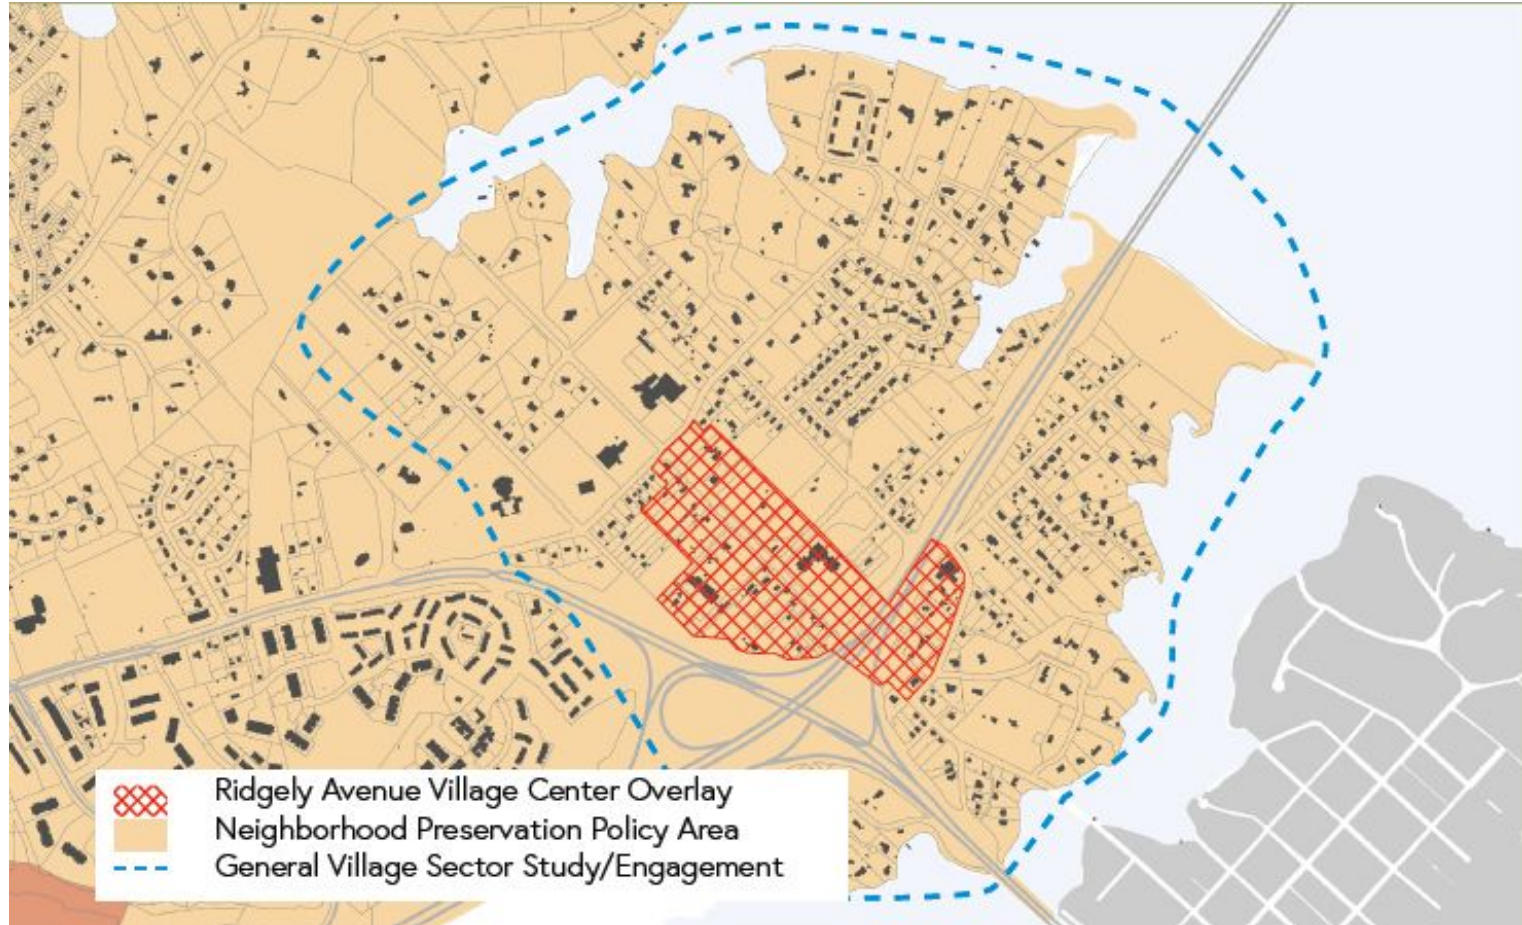 Ridgely Avenue Village Center Overlay
Neighborhood Preservation Policy Area
General Village Sector Study/Engagement